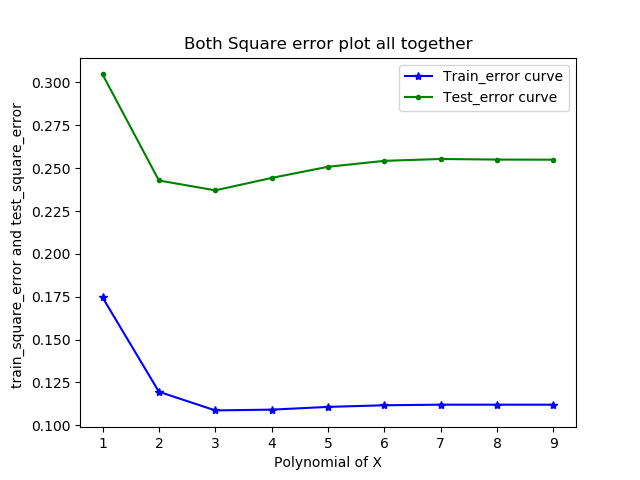 Both Square error plot all together
Train_error curve
Test_error curve
train_square_error and test_square_error
0.300
0.275
0.250
0.225
0.200
0.175
0.150
0.125
0.100
1 2 3 4 5 6 7 8 9
Polynomial of X